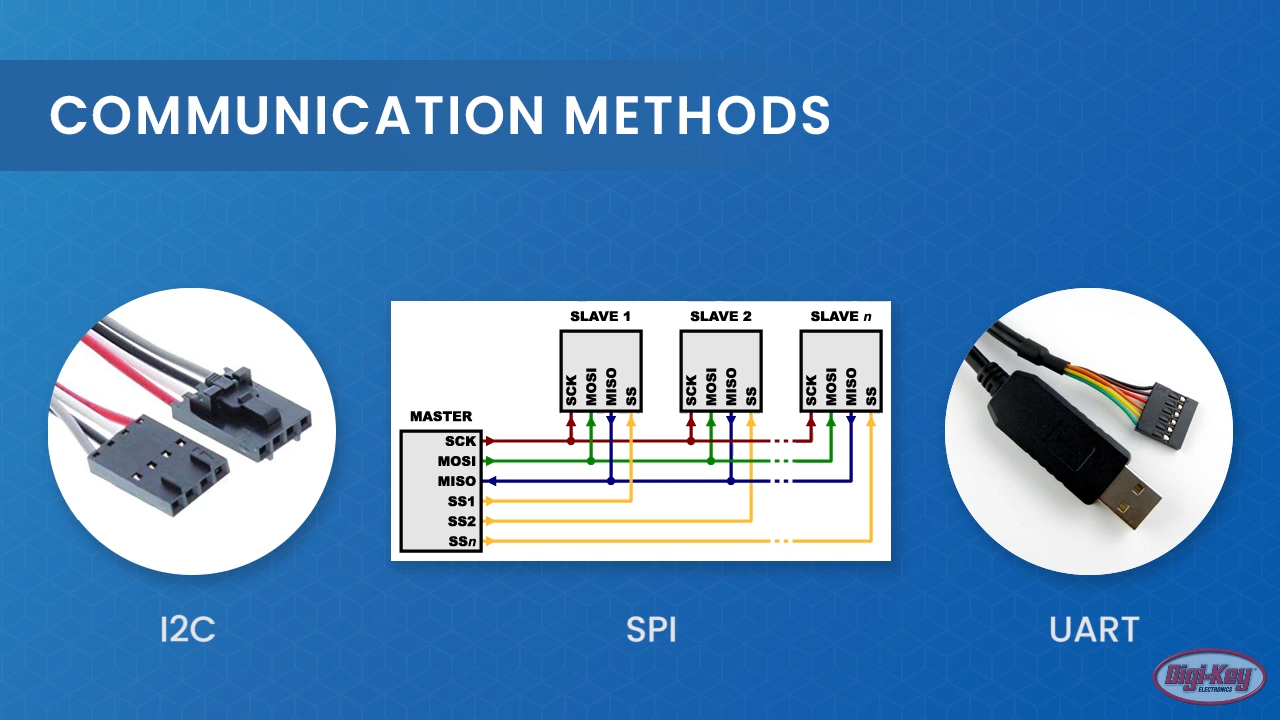 COMMUNICATION METHODS
SLAVE 1
SLAVE 2
SLAVE n
SCK
MOSI
MISO
SS
SCK
MOSI
MISO
SS
SCK
MOSI
MISO
SS
MASTER
SCK
MOSI
MISO
SS1
SS2
SSn
I2C
SPI
UART
Digi-Key
ELECTRONICS